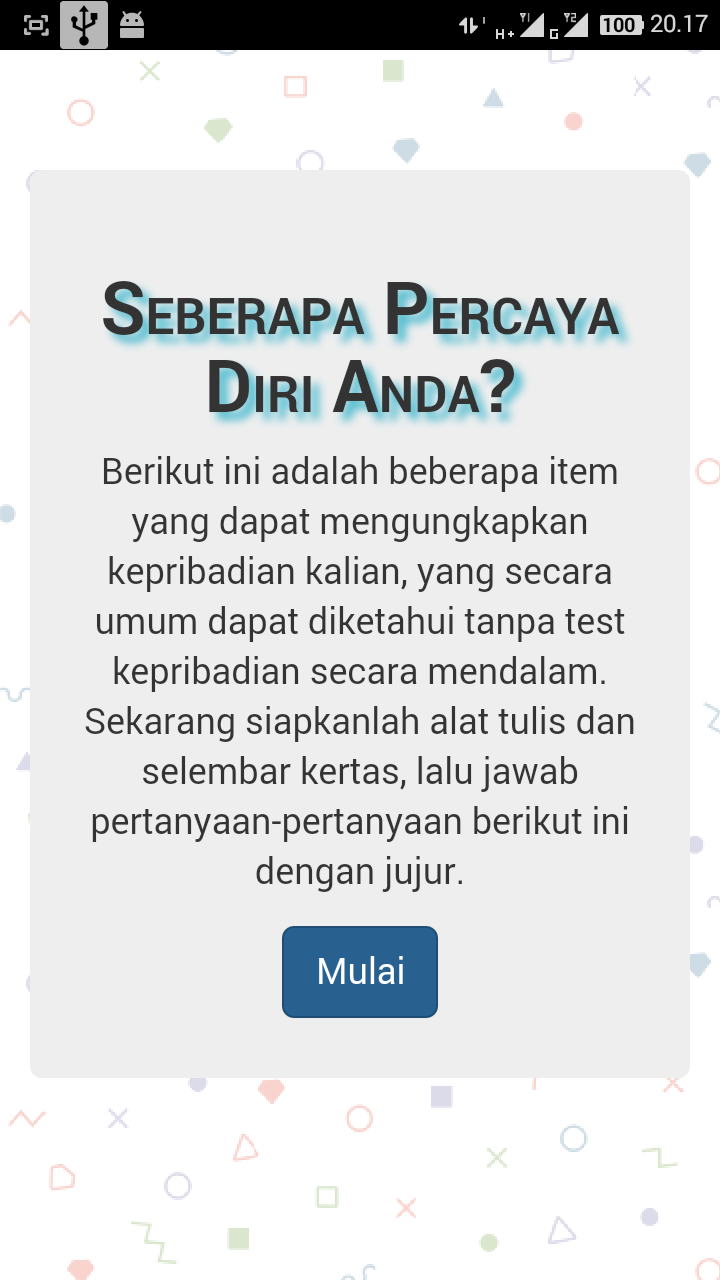 H+ Y1 G Y2 100 20.17
Seberapa Percaya
Diri Anda?
Berikut ini adalah beberapa item
yang dapat mengungkapkan
kepribadian kalian, yang secara
umum dapat diketahui tanpa test
kepribadian secara mendalam.
Sekarang siapkanlah alat tulis dan
selembar kertas, lalu jawab
pertanyaan-pertanyaan berikut ini
dengan jujur.
Mulai